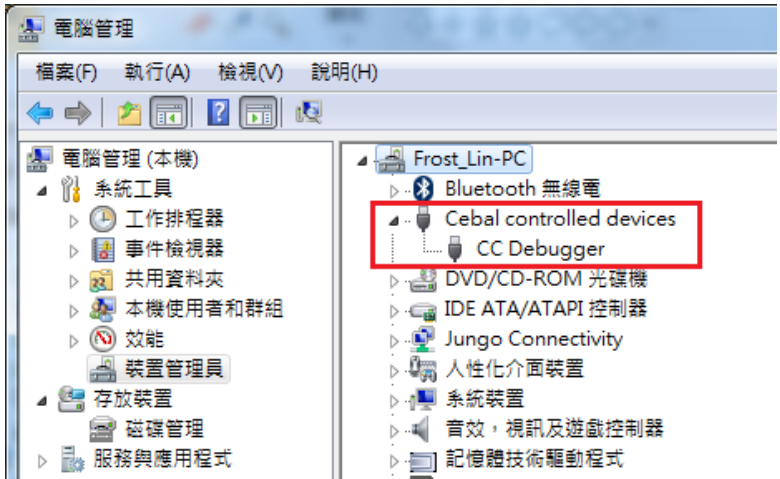 電腦管理
檔案(F) 執行(A) 檢視(V) 說明(H)
電腦管理 (本機)
系統工具
工作排程器
事件檢視器
共用資料夾
本機使用者和群組
效能
裝置管理員
存放裝置
磁碟管理
服務與應用程式
Frost_Lin-PC
Bluetooth 無線電
Cebal controlled devices
CC Debugger
DVD/CD-ROM 光碟機
IDE ATA/ATAPI 控制器
Jungo Connectivity
人性化介面裝置
系統裝置
音效，視訊及遊戲控制器
記憶體技術驅動程式